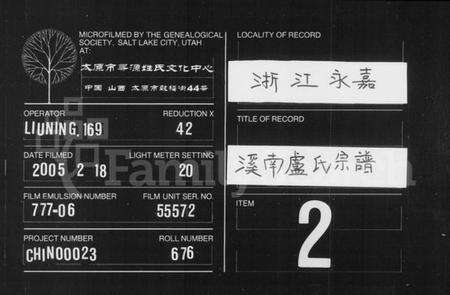 MICROFILMED BY THE GENEALOGICAL
SOCIETY, SALT LAKE CITY, UTAH
AT:
太原市寻源姓氏文化中心
中国 山西 太原市鼓楼街44号
OPERATOR
LIUNING, 169
REDUCTION X
42
DATE FILMED
2005 2 18
LIGHT METER SETTING
20
FILM EMULSION NUMBER
777-06
FILM UNIT SER. NO.
55572
PROJECT NUMBER
CHIN00023
ROLL NUMBER
676
LOCALITY OF RECORD
浙江永嘉
TITLE OF RECORD
溪南盧氏宗譜
ITEM
2
FamilySearch